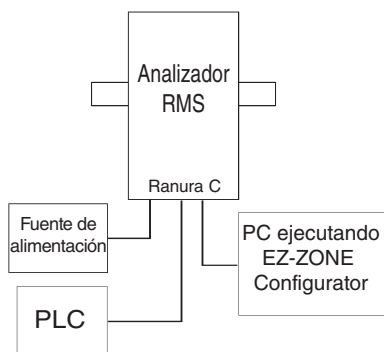 Analizador
RMS
Ranura C
Fuente de
alimentación
PLC
PC ejecutando
EZ-ZONE
Configurator